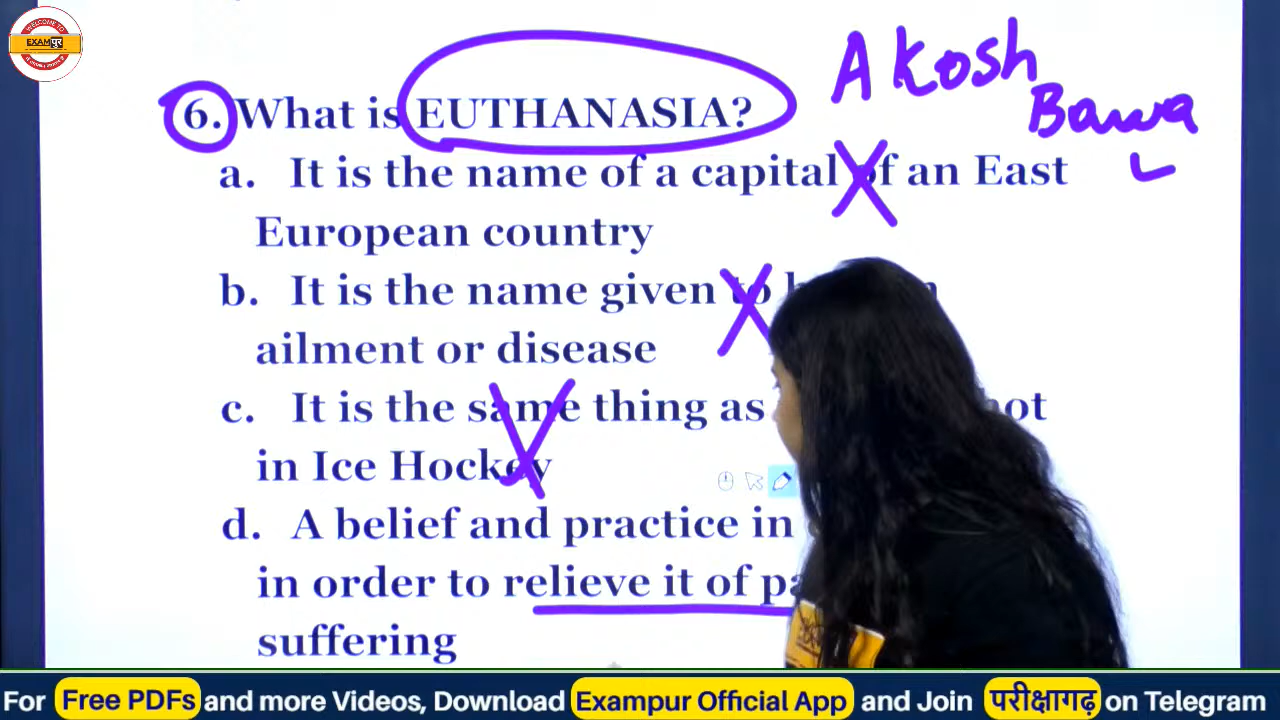 WELCOME TO
EXAMपुर
6. What is EUTHANASIA?
Akosh
Bawa
a. It is the name of a capital of an East
European country
b. It is the name given to
ailment or disease
c. It is the same thing as
in Ice Hockey
d. A belief and practice in
in order to relieve it of
suffering
For Free PDFs and more Videos, Download Exampur Official App and Join परीक्षागढ़ on Telegram